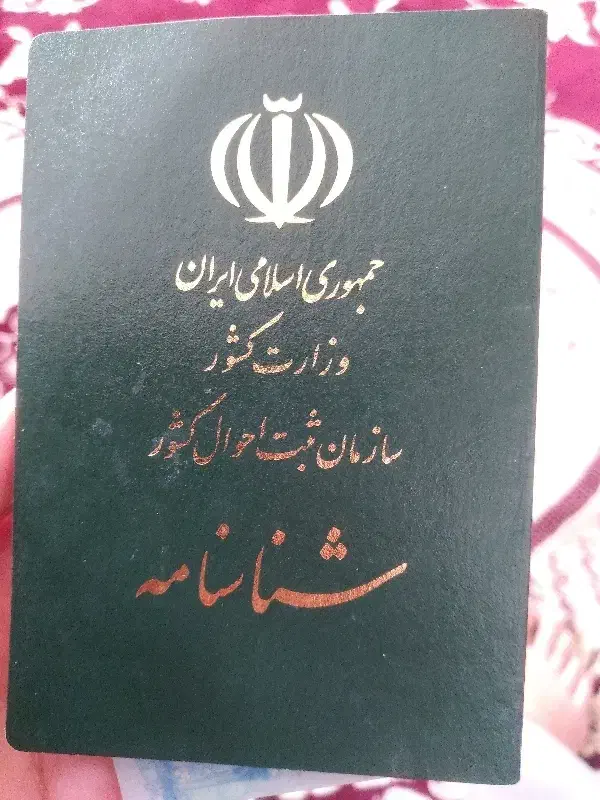 جمهوری اسلامی ایران
وزارت کشور
سازمان ثبت احوال کشور
شناسنامه